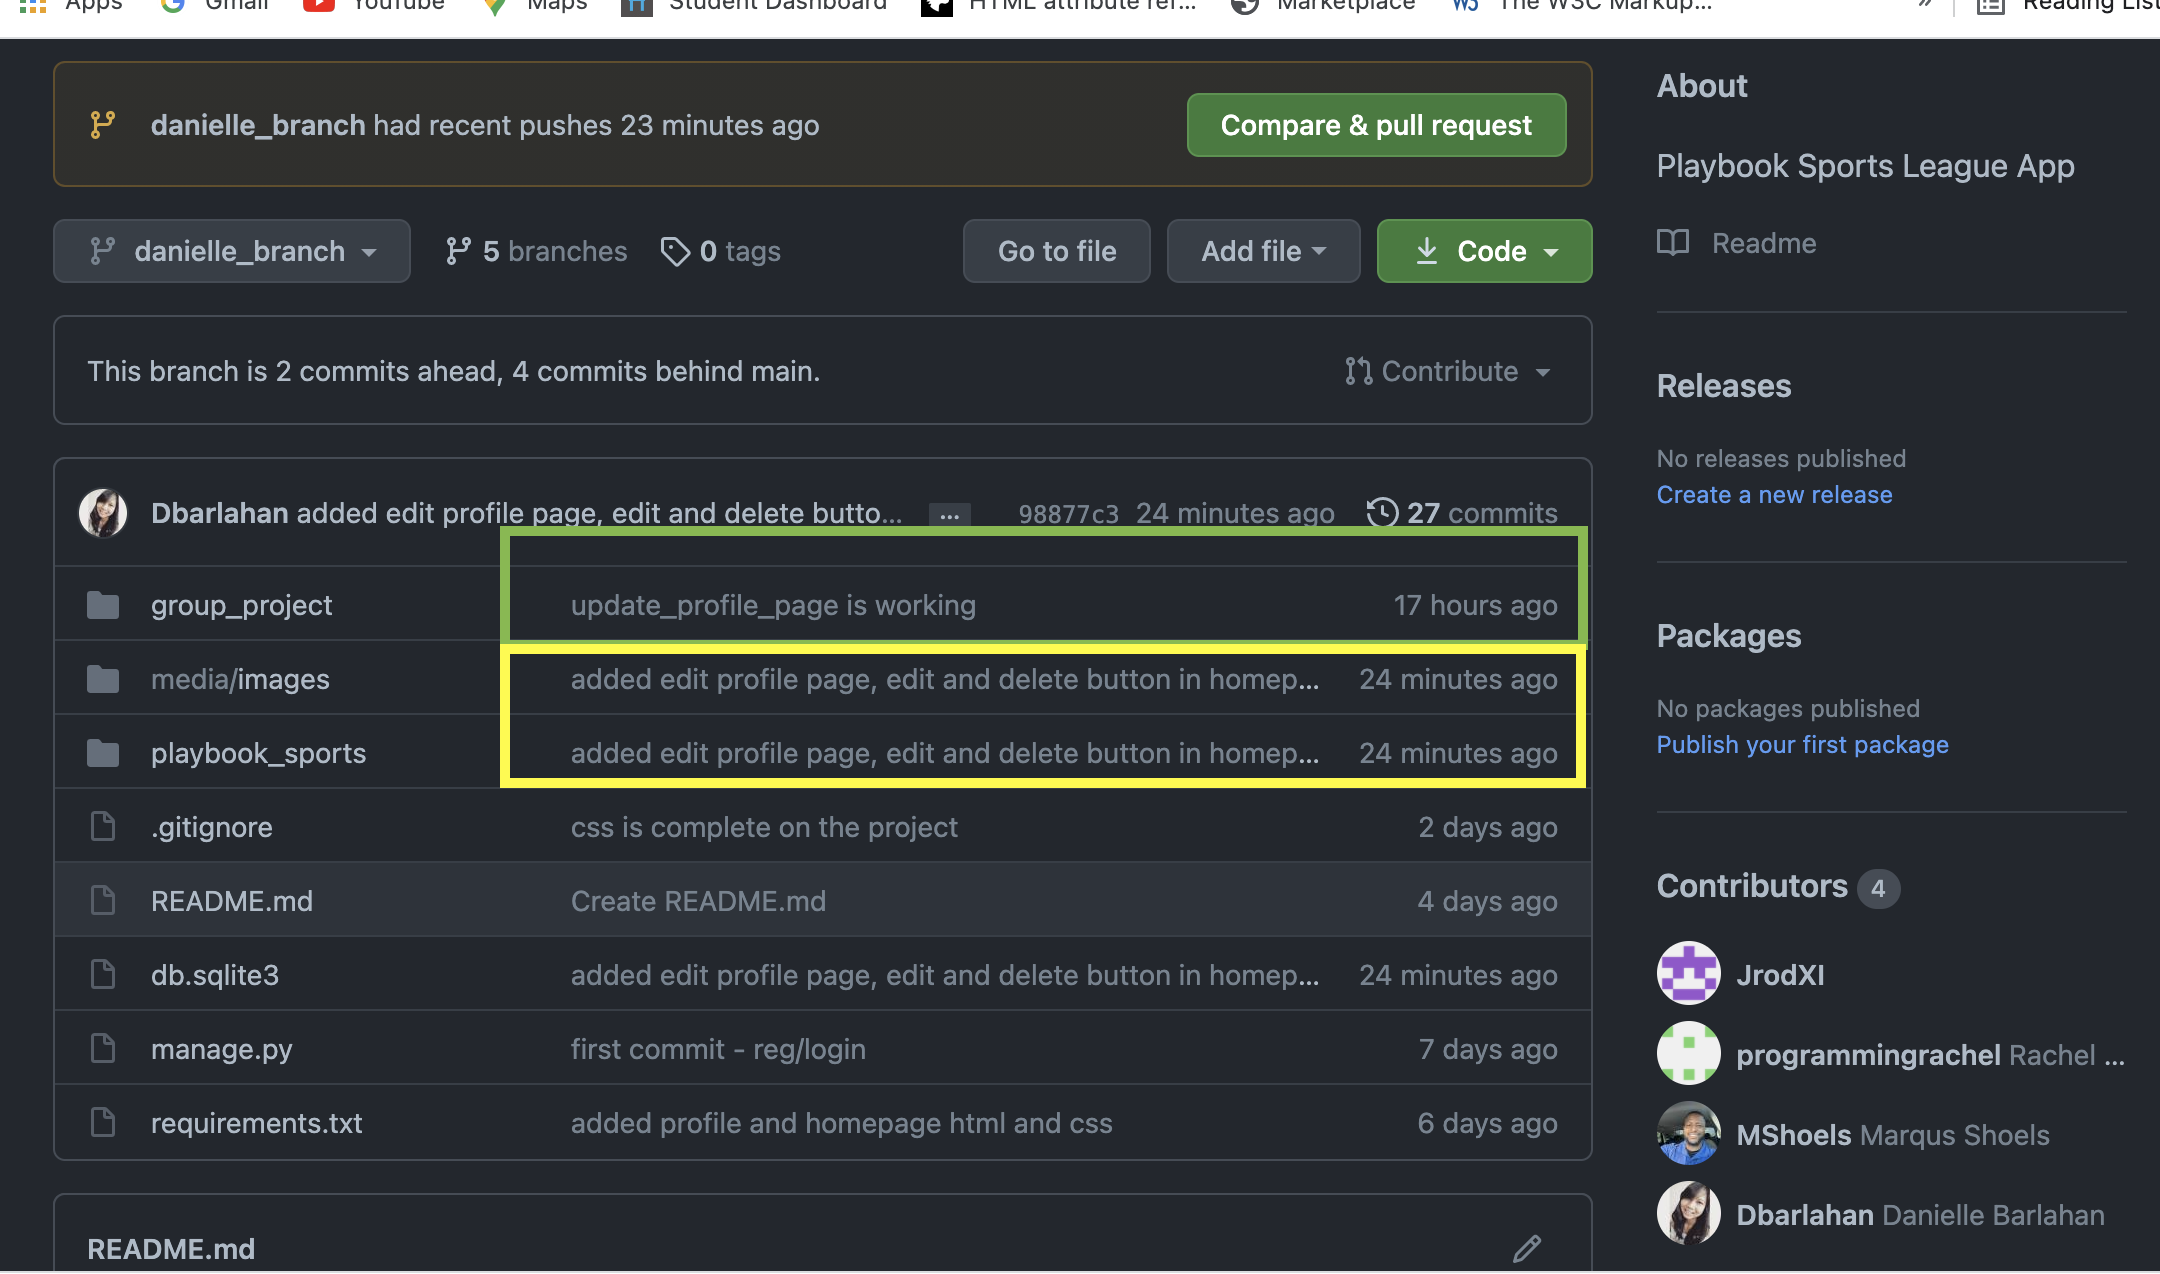 Apps Gmail YouTube Maps Student Dashboard HTML attribute ref... Marketplace The W3C Markup... » Reading List
danielle_branch had recent pushes 23 minutes ago
Compare & pull request
danielle_branch 5 branches 0 tags Go to file Add file Code
This branch is 2 commits ahead, 4 commits behind main. Contribute
Dbarlahan added edit profile page, edit and delete butto... ... 98877c3 24 minutes ago 27 commits
group_project update_profile_page is working 17 hours ago
media/images added edit profile page, edit and delete button in homep... 24 minutes ago
playbook_sports added edit profile page, edit and delete button in homep... 24 minutes ago
.gitignore css is complete on the project 2 days ago
README.md Create README.md 4 days ago
db.sqlite3 added edit profile page, edit and delete button in homep... 24 minutes ago
manage.py first commit - reg/login 7 days ago
requirements.txt added profile and homepage html and css 6 days ago
README.md
About
Playbook Sports League App
Readme
Releases
No releases published
Create a new release
Packages
No packages published
Publish your first package
Contributors 4
JrodXI
programmingrachel Rachel ...
MShoels Marqus Shoels
Dbarlahan Danielle Barlahan